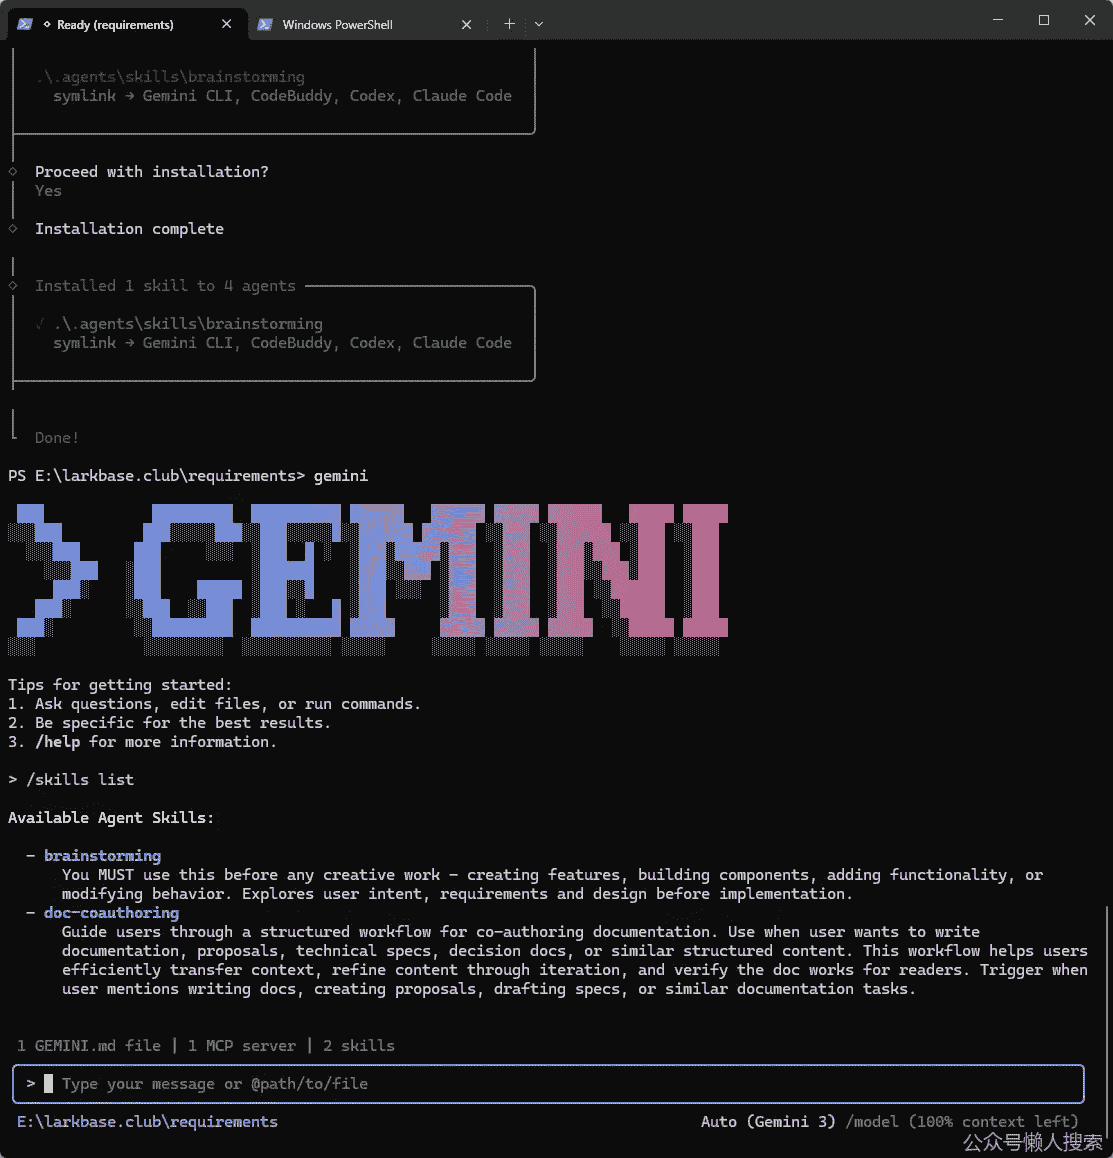 ◇ Ready (requirements)
Windows PowerShell
.\.agents\skills\brainstorming
symlink → Gemini CLI, CodeBuddy, Codex, Claude Code
◇ Proceed with installation?
Yes
◇ Installation complete
◇ Installed 1 skill to 4 agents
✓ .\.agents\skills\brainstorming
symlink → Gemini CLI, CodeBuddy, Codex, Claude Code
Done!
PS E:\larkbase.club\requirements> gemini
> GEMINI
Tips for getting started:
1. Ask questions, edit files, or run commands.
2. Be specific for the best results.
3. /help for more information.
> /skills list
Available Agent Skills:
- brainstorming
You MUST use this before any creative work - creating features, building components, adding functionality, or
modifying behavior. Explores user intent, requirements and design before implementation.
- doc-coauthoring
Guide users through a structured workflow for co-authoring documentation. Use when user wants to write
documentation, proposals, technical specs, decision docs, or similar structured content. This workflow helps users
efficiently transfer context, refine content through iteration, and verify the doc works for readers. Trigger when
user mentions writing docs, creating proposals, drafting specs, or similar documentation tasks.
1 GEMINI.md file | 1 MCP server | 2 skills
> Type your message or @path/to/file
E:\larkbase.club\requirements
Auto (Gemini 3) /model (100% context left)
公众号懒人搜索